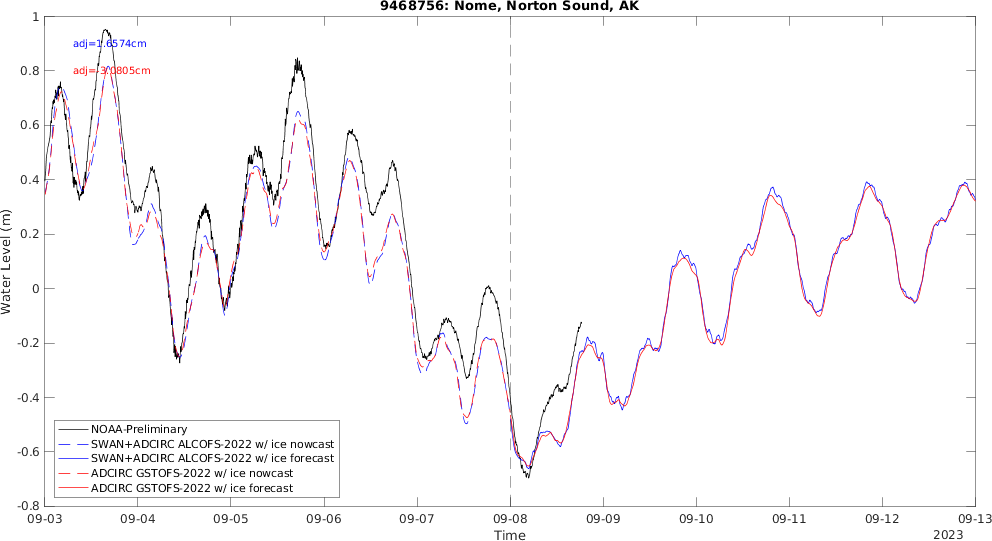 9468756: Nome, Norton Sound, AK
1
0.8
0.6
0.4
0.2
0
-0.2
-0.4
-0.6
-0.8
Water Level (m)
adj=1.6574cm
adj=-3.0805cm
NOAA-Preliminary
SWAN+ADCIRC ALCOFS-2022 w/ ice nowcast
SWAN+ADCIRC ALCOFS-2022 w/ ice forecast
ADCIRC GSTOFS-2022 w/ ice nowcast
ADCIRC GSTOFS-2022 w/ ice forecast
09-03 09-04 09-05 09-06 09-07 09-08 09-09 09-10 09-11 09-12 09-13
Time
2023